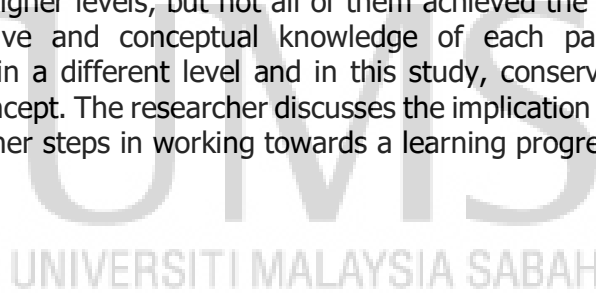 igher levels, but not all of them achieved the
ve and conceptual knowledge of each pa
in a different level and in this study, conserv
ncept. The researcher discusses the implication
her steps in working towards a learning progre
UMS
UNIVERSITI MALAYSIA SABAH